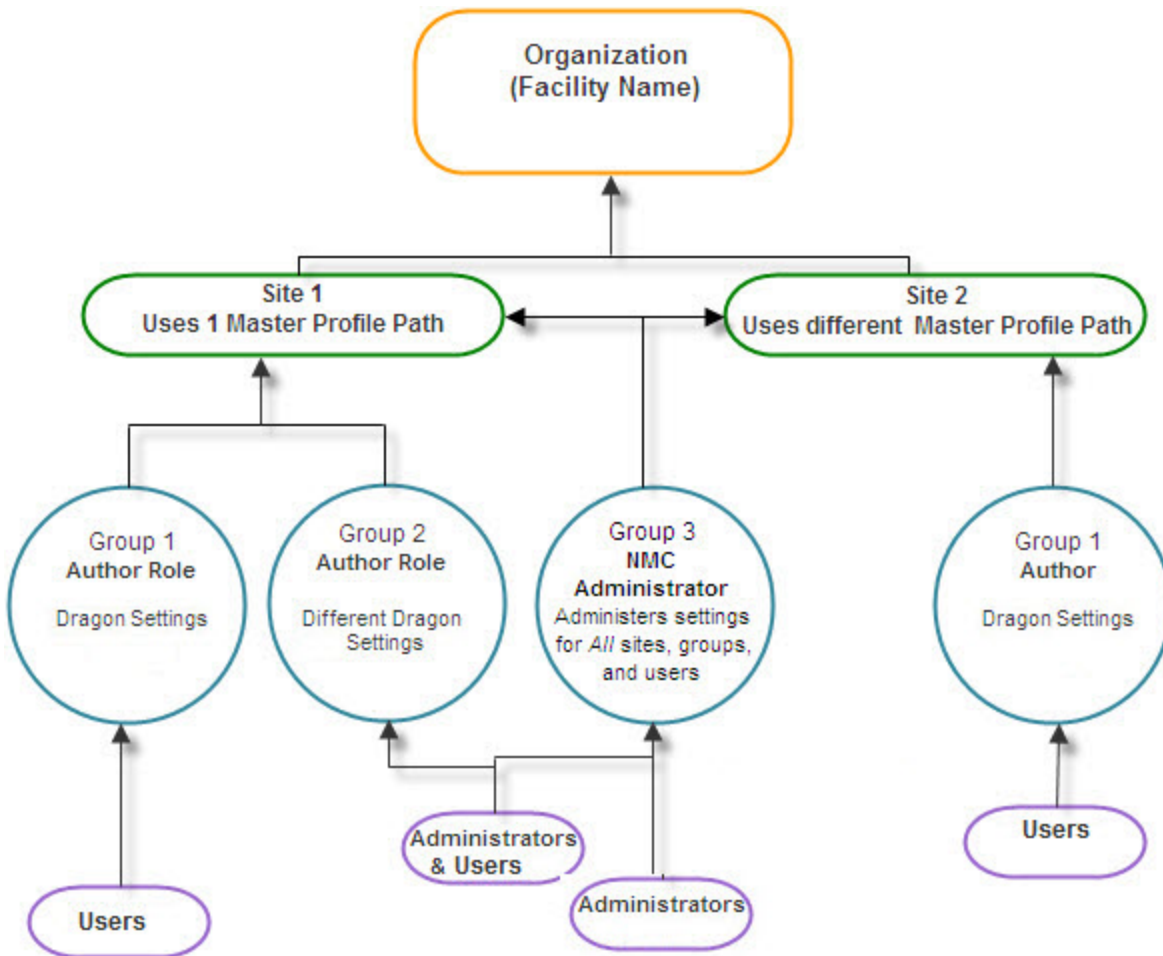 Organization
(Facility Name)
Site 1
Uses 1 Master Profile Path
Site 2
Uses different Master Profile Path
Group 1
Author Role
Dragon Settings
Group 2
Author Role
Different Dragon
Settings
Group 3
NMC
Administrator
Administers settings
for All sites, groups,
and users
Group 1
Author
Dragon Settings
Administrators
& Users
Users
Administrators
Users